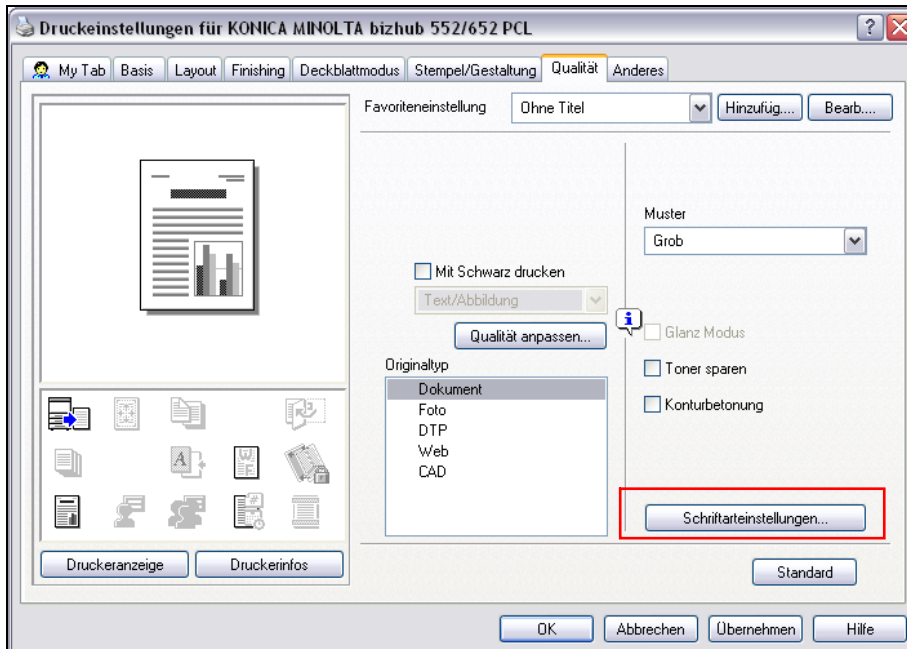 Druckeinstellungen für KONICA MINOLTA bizhub 552/652 PCL
My Tab Basis Layout Finishing Deckblattmodus Stempel/Gestaltung Qualität Anderes
Favoriteneinstellung Ohne Titel Hinzufüg.... Bearb....
Muster
Grob
Mit Schwarz drucken
Text/Abbildung
Qualität anpassen...
Glanz Modus
Originaltyp
Toner sparen
Dokument
Foto
Konturbetonung
DTP
Web
CAD
Schriftarteinstellungen...
Druckeranzeige Druckerinfos
Standard
OK Abbrechen Übernehmen Hilfe